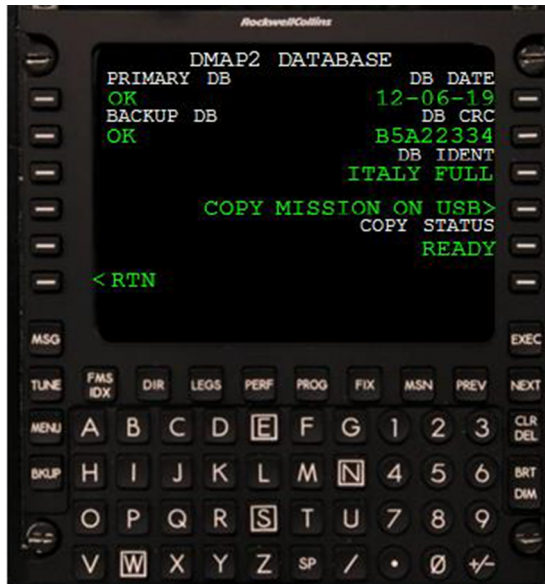 RockwellCollins
DMAP2 DATABASE
PRIMARY DB DB DATE
OK 12-06-19
BACKUP DB DB CRC
OK B5A22334
DB IDENT
ITALY FULL
COPY MISSION ON USB>
COPY STATUS
READY
<RTN
MSG EXEC
TUNE FMS IDX DIR LEGS PERF PROG FIX MSN PREV NEXT
MENU A B C D E F G 1 2 3 CLR DEL
BKUP H I J K L M N 4 5 6 BRT DIM
O P Q R S T U 7 8 9
V W X Y Z SP / . Ø +/-